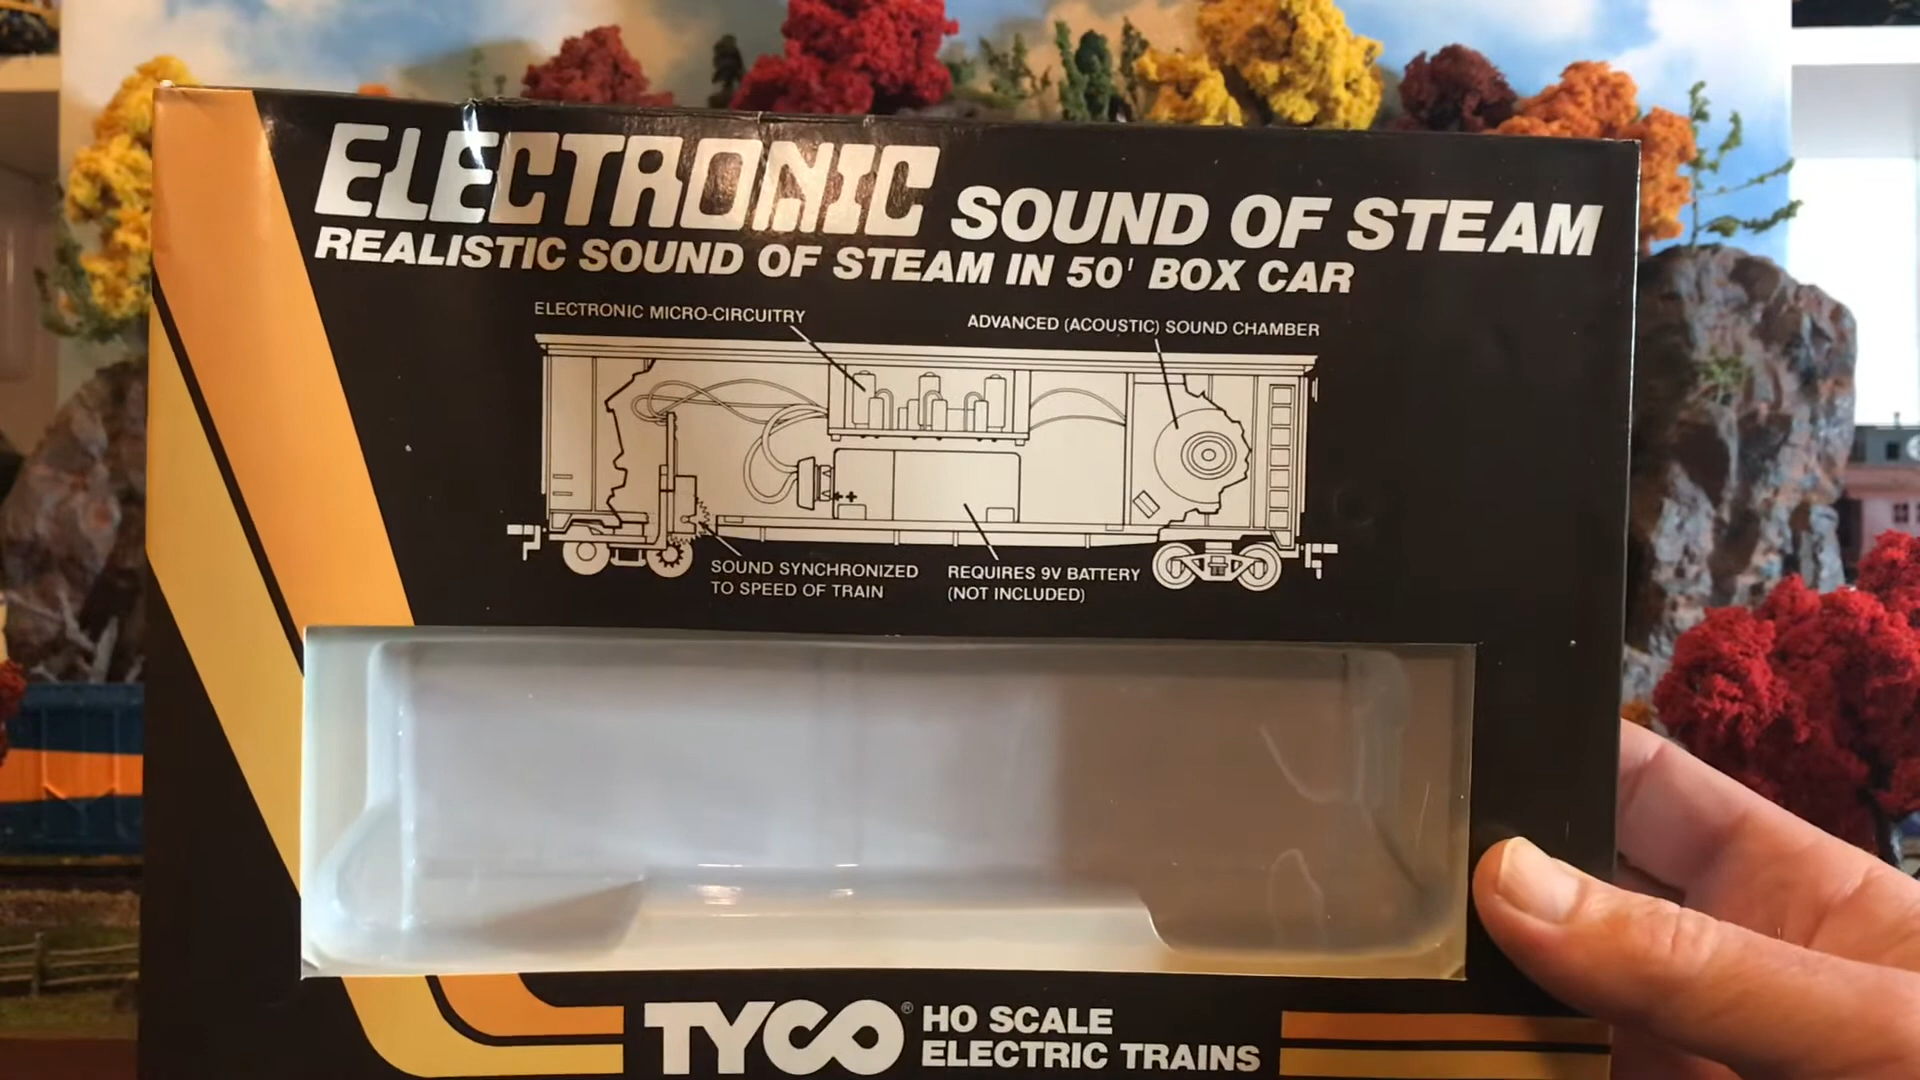 ELECTRONIC SOUND OF STEAM
REALISTIC SOUND OF STEAM IN 50' BOX CAR
ELECTRONIC MICRO-CIRCUITRY
ADVANCED (ACOUSTIC) SOUND CHAMBER
++
SOUND SYNCHRONIZED
TO SPEED OF TRAIN
REQUIRES 9V BATTERY
(NOT INCLUDED)
TYCO® HO SCALE
ELECTRIC TRAINS